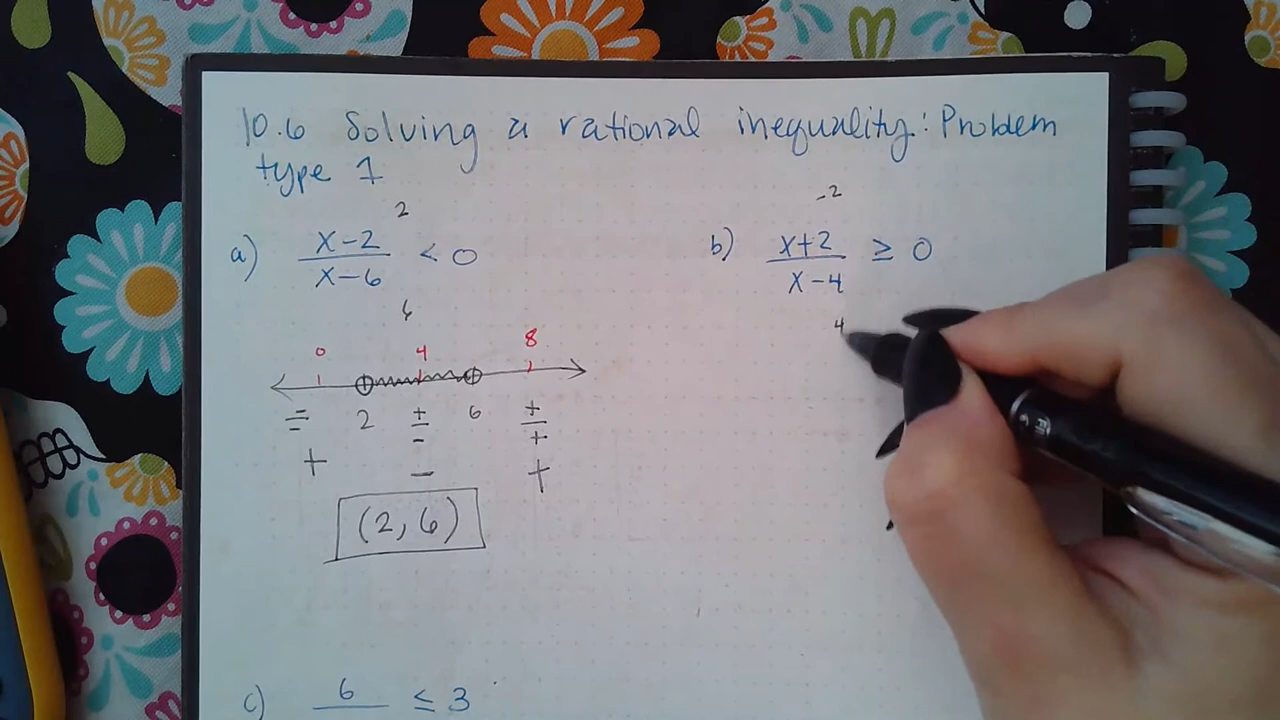 10.6 Solving a rational inequality: Problem
type 1
2
a) x-2 / x-6 < 0
6
0 4 8
= 2 ± 6 + / +
-
+ - +
(2, 6)
-2
b) x+2 / x-4 ≥ 0
4
c) 6 ≤ 3